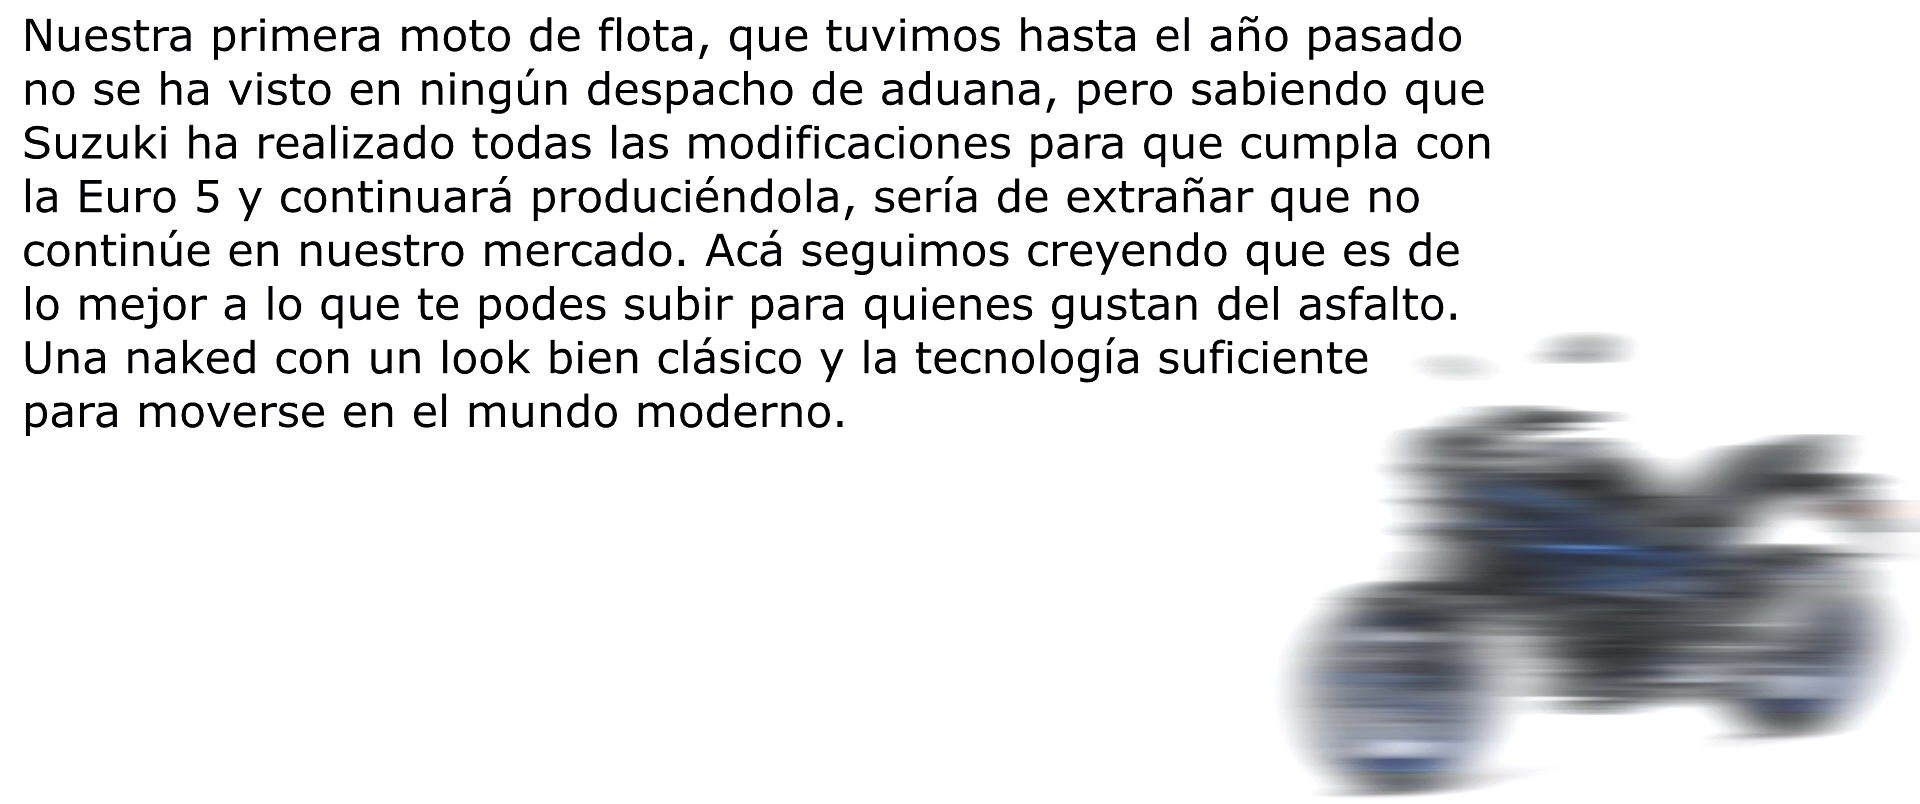 Nuestra primera moto de flota, que tuvimos hasta el año pasado
no se ha visto en ningún despacho de aduana, pero sabiendo que
Suzuki ha realizado todas las modificaciones para que cumpla con
la Euro 5 y continuará produciéndola, sería de extrañar que no
continúe en nuestro mercado. Acá seguimos creyendo que es de
lo mejor a lo que te podes subir para quienes gustan del asfalto.
Una naked con un look bien clásico y la tecnología suficiente
para moverse en el mundo moderno.